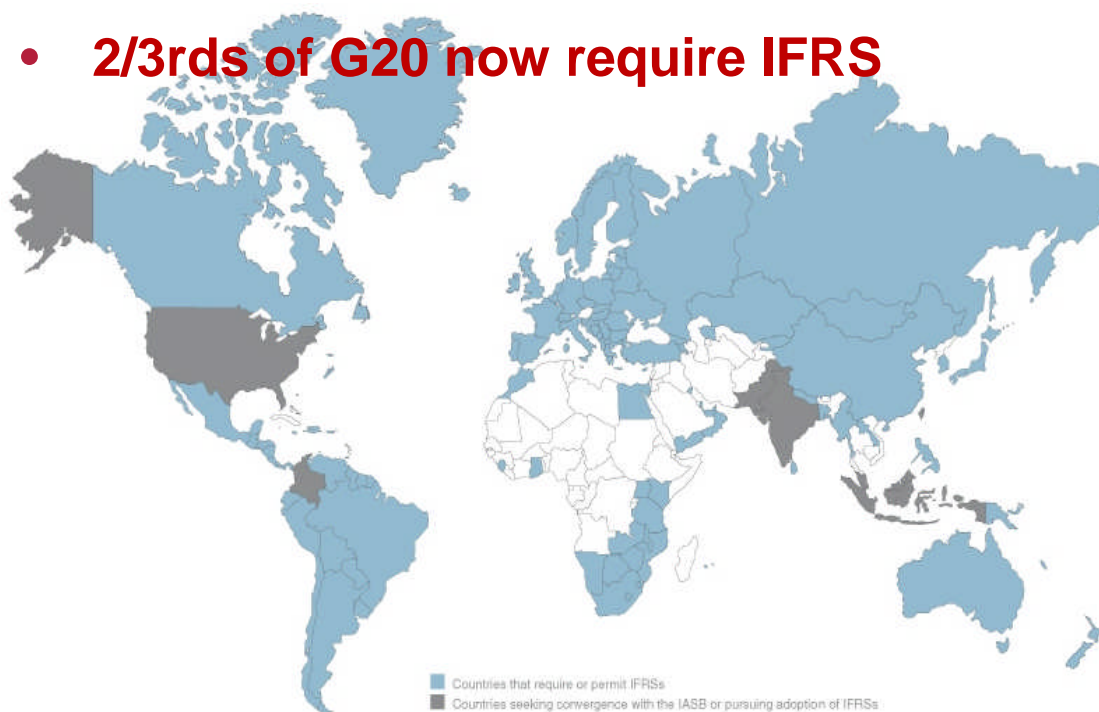 • 2/3rds of G20 now require IFRS
Countries that require or permit IFRSs
Countries seeking convergence with the IASB or pursuing adoption of IFRSs